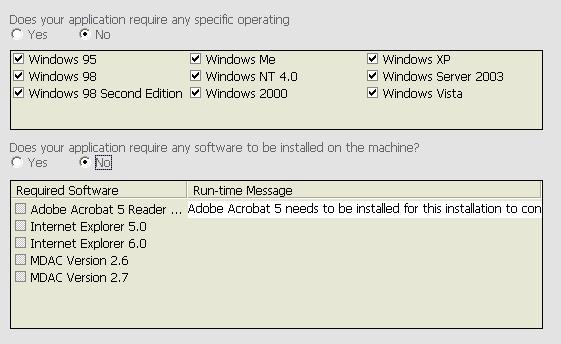 Does your application require any specific operating
Yes No
Windows 95 Windows Me Windows XP
Windows 98 Windows NT 4.0 Windows Server 2003
Windows 98 Second Edition Windows 2000 Windows Vista
Does your application require any software to be installed on the machine?
Yes No
Required Software Run-time Message
Adobe Acrobat 5 Reader ... Adobe Acrobat 5 needs to be installed for this installation to con
Internet Explorer 5.0
Internet Explorer 6.0
MDAC Version 2.6
MDAC Version 2.7